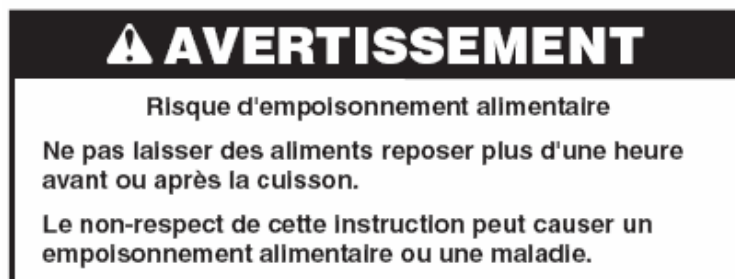 AVERTISSEMENT
Risque d'empoisonnement alimentaire
Ne pas laisser des aliments reposer plus d'une heure
avant ou après la cuisson.
Le non-respect de cette instruction peut causer un
empoisonnement alimentaire ou une maladie.